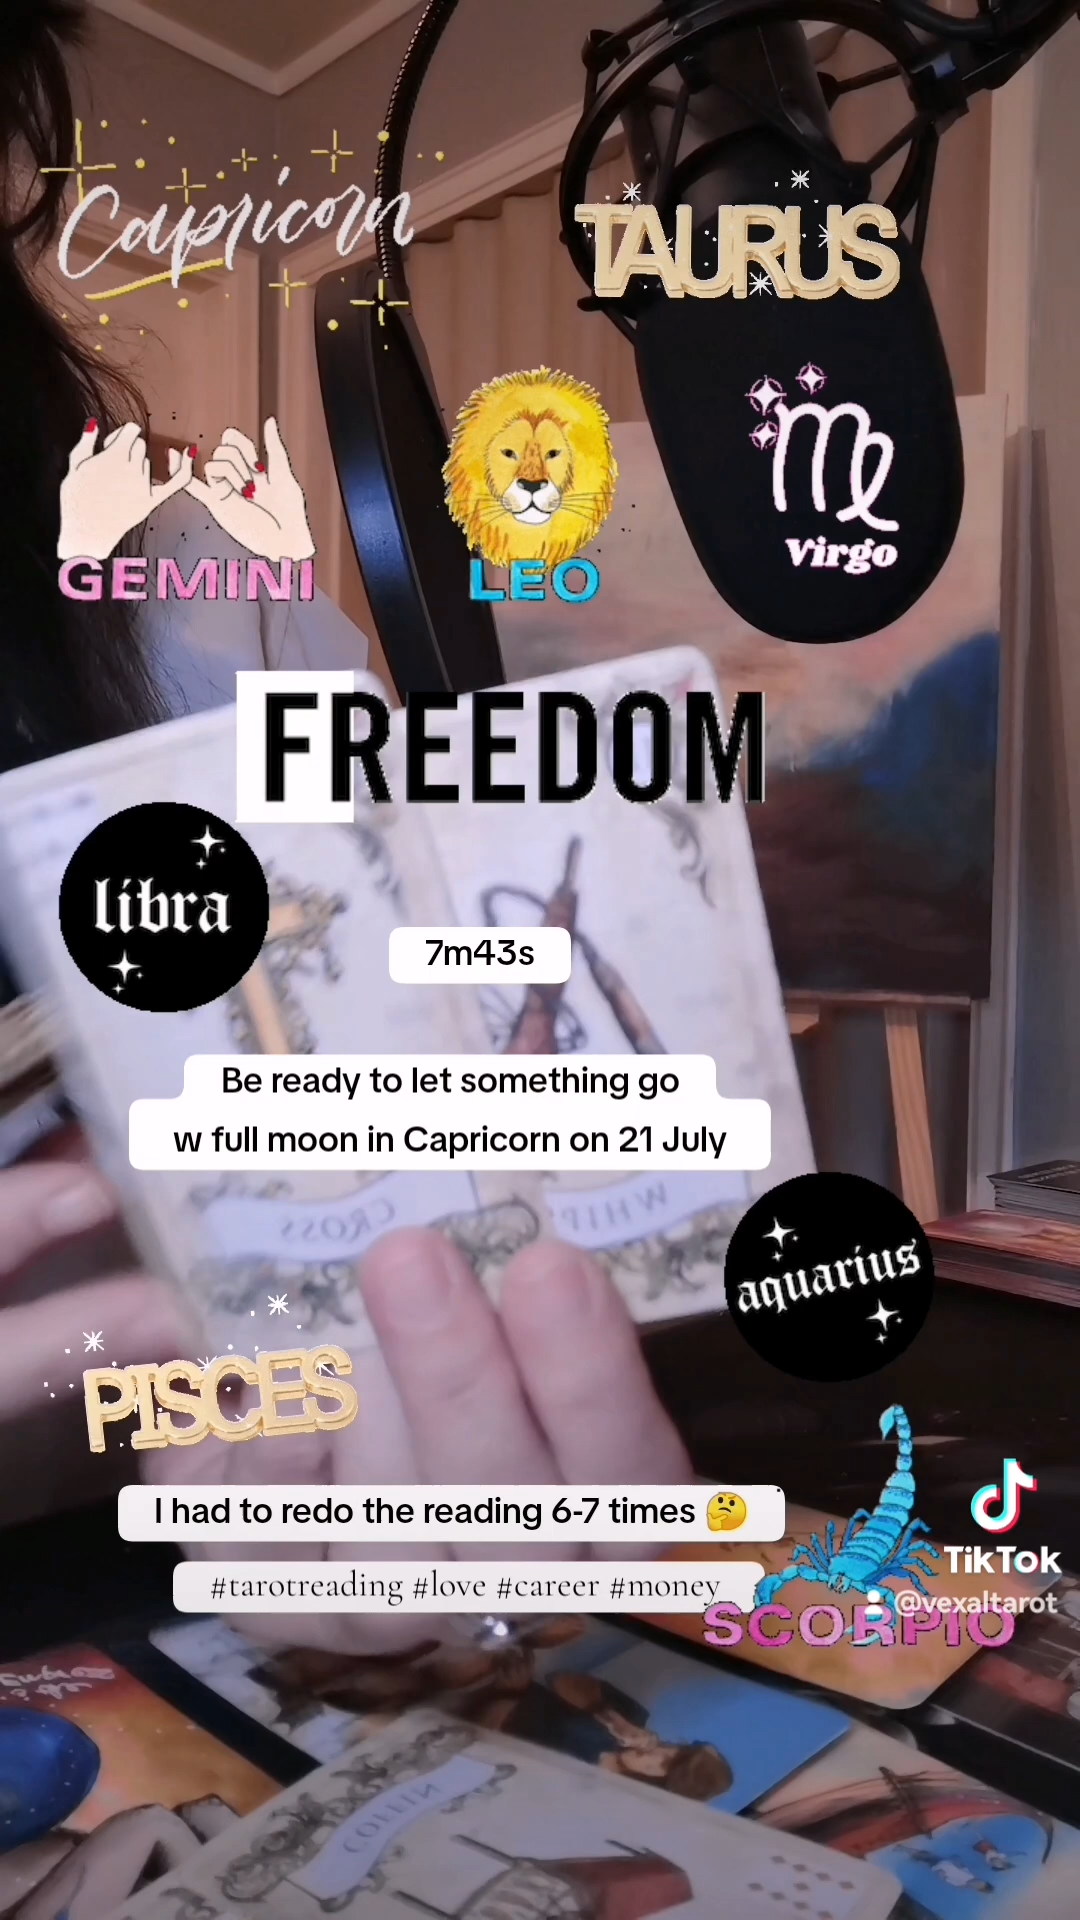 Capricorn
TAURUS
GEMINI
LEO
Virgo
FREEDOM
libra
7m43s
Be ready to let something go
w full moon in Capricorn on 21 July
CROSS
WHIP
aquarius
PISCES
I had to redo the reading 6-7 times 🤔
#tarotreading #love #career #money
TikTok
@vexaltarot
SCORPIO
COFFIN